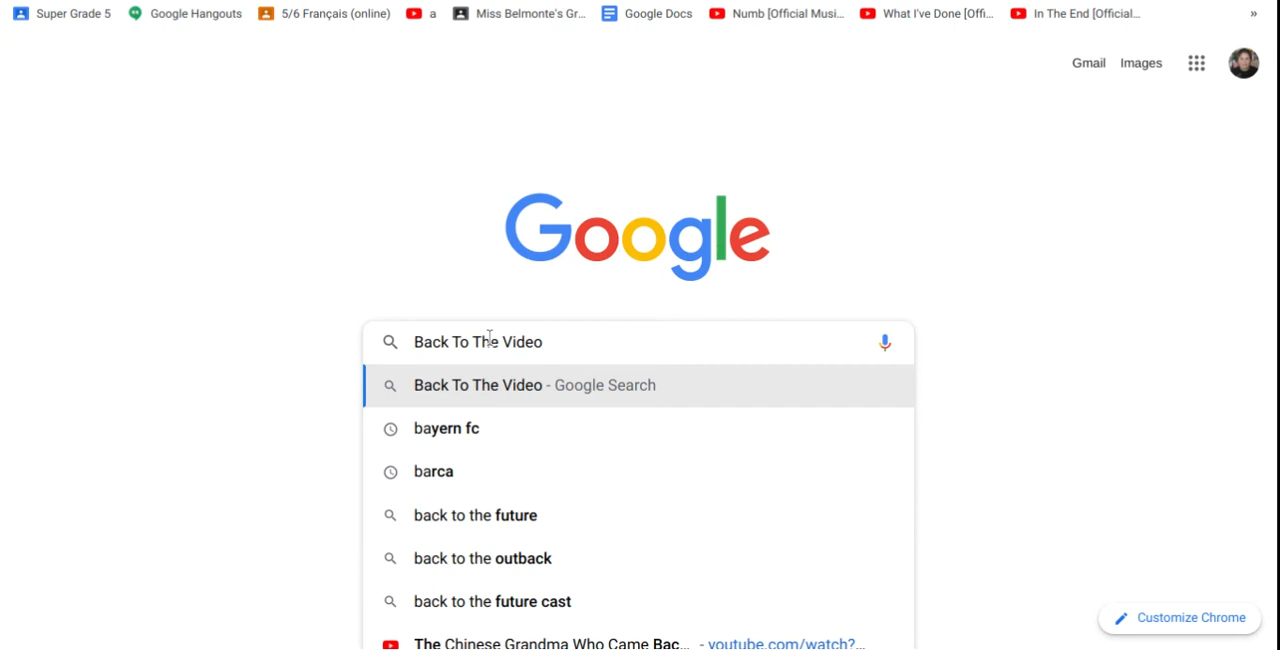 Super Grade 5 Google Hangouts 5/6 Français (online) a Miss Belmonte's Gr... Google Docs Numb [Official Musi... What I've Done [Offi... In The End [Official... »
Gmail Images
Google
Back To The Video
Back To The Video - Google Search
bayern fc
barca
back to the future
back to the outback
back to the future cast
The Chinese Grandma Who Came Bac... - youtube.com/watch?...
Customize Chrome